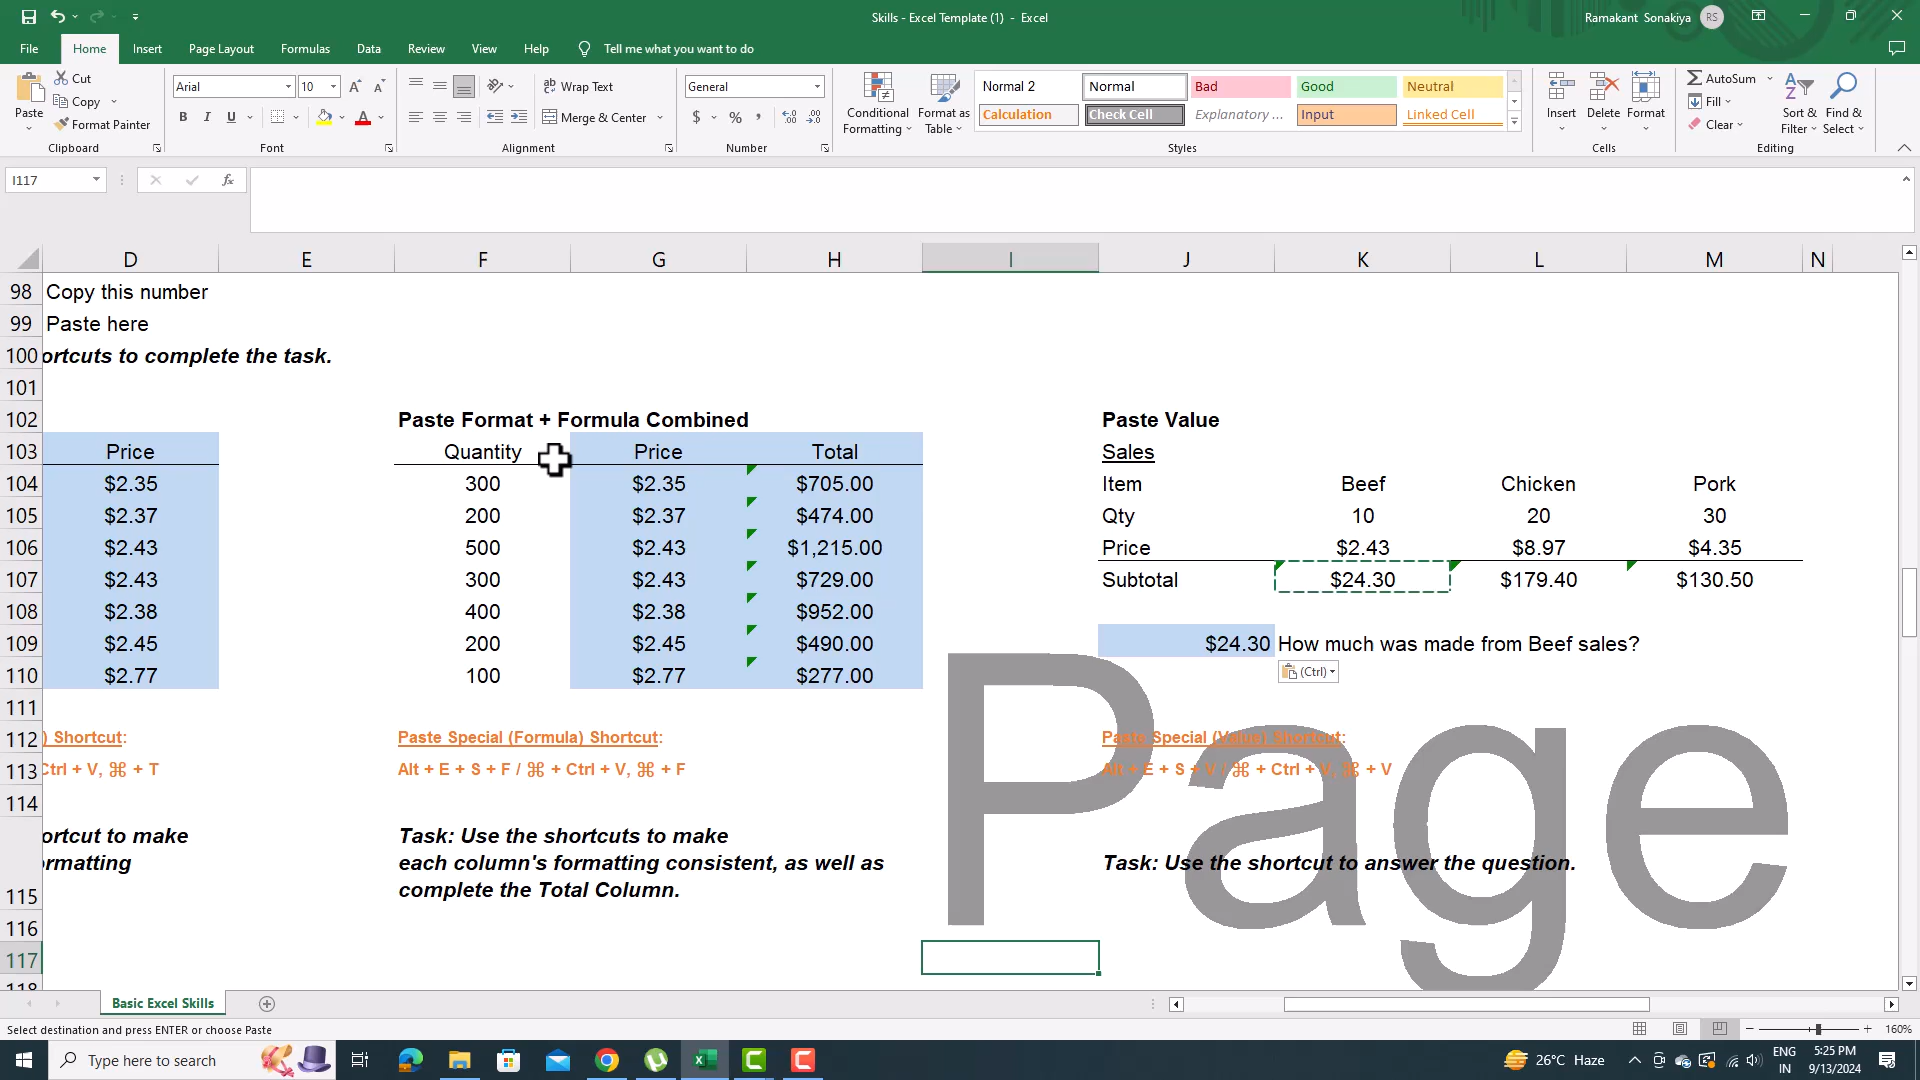 Skills - Excel Template (1) - Excel
Ramakant Sonakiya
RS
File Home Insert Page Layout Formulas Data Review View Help Tell me what you want to do
Paste
Cut
Copy
Format Painter
Clipboard
Arial
10
B I U
Font
Wrap Text
Merge & Center
Alignment
General
$ % ,
Number
Conditional Formatting
Format as Table
Normal 2 Normal Bad Good Neutral
Calculation Check Cell Explanatory ... Input Linked Cell
Styles
Insert Delete Format
Cells
AutoSum
Fill
Clear
Sort & Filter
Find & Select
Editing
I117
fx
D E F G H I J K L M N
98 Copy this number
99 Paste here
100 ortcuts to complete the task.
101
102 Paste Format + Formula Combined Paste Value
103 Price Quantity Price Total Sales
104 $2.35 300 $2.35 $705.00 Item Beef Chicken Pork
105 $2.37 200 $2.37 $474.00 Qty 10 20 30
106 $2.43 500 $2.43 $1,215.00 Price $2.43 $8.97 $4.35
107 $2.43 300 $2.43 $729.00 Subtotal $24.30 $179.40 $130.50
108 $2.38 400 $2.38 $952.00
109 $2.45 200 $2.45 $490.00 $24.30 How much was made from Beef sales?
110 $2.77 100 $2.77 $277.00 (Ctrl)
111
112 ) Shortcut: Paste Special (Formula) Shortcut: Paste Special (Value) Shortcut:
113 Ctrl + V, ⌘ + T Alt + E + S + F / ⌘ + Ctrl + V, ⌘ + F Alt + E + S + V / ⌘ + Ctrl + V, ⌘ + V
114
ortcut to make Task: Use the shortcuts to make
ormatting each column's formatting consistent, as well as Task: Use the shortcut to answer the question.
115 complete the Total Column.
116
117
118
Page
Basic Excel Skills
Select destination and press ENTER or choose Paste
160%
Type here to search
26°C Haze
ENG
IN
5:25 PM
9/13/2024